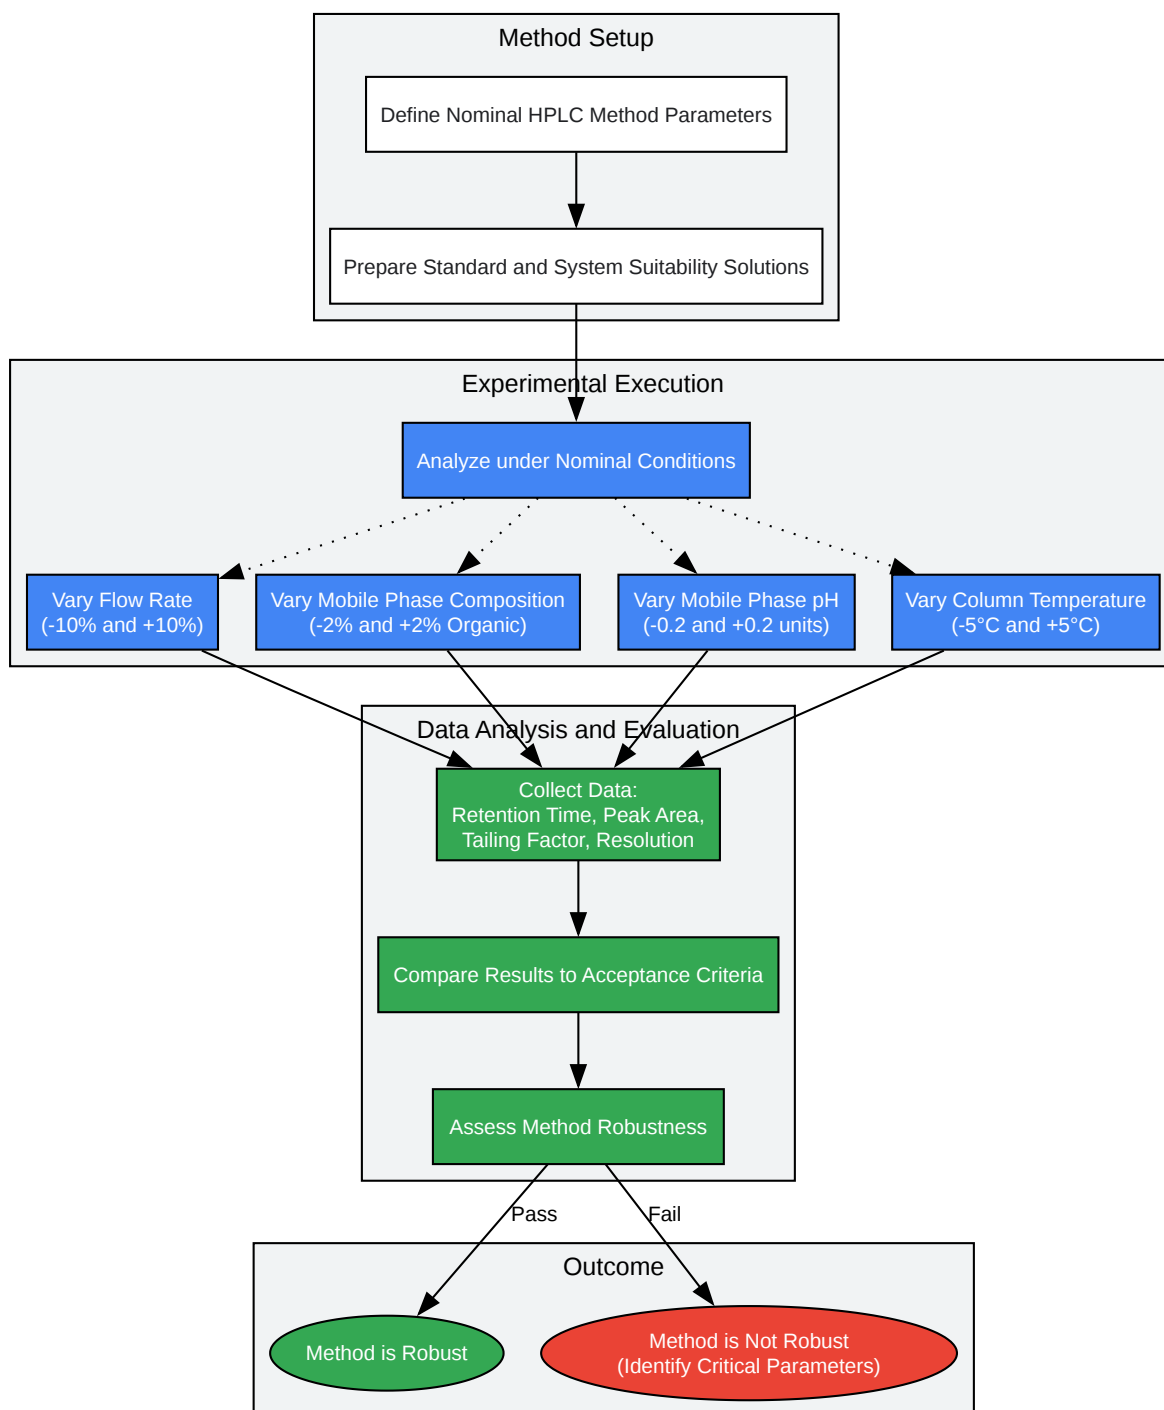 Method Setup
Define Nominal HPLC Method Parameters
Prepare Standard and System Suitability Solutions
Experimental Execution
Analyze under Nominal Conditions
Vary Flow Rate
(-10% and +10%)
Vary Mobile Phase Composition
(-2% and +2% Organic)
Vary Mobile Phase pH
(-0.2 and +0.2 units)
Vary Column Temperature
(-5°C and +5°C)
Data Analysis and Evaluation
Collect Data:
Retention Time, Peak Area,
Tailing Factor, Resolution
Compare Results to Acceptance Criteria
Assess Method Robustness
Pass
Fail
Outcome
Method is Robust
Method is Not Robust
(Identify Critical Parameters)